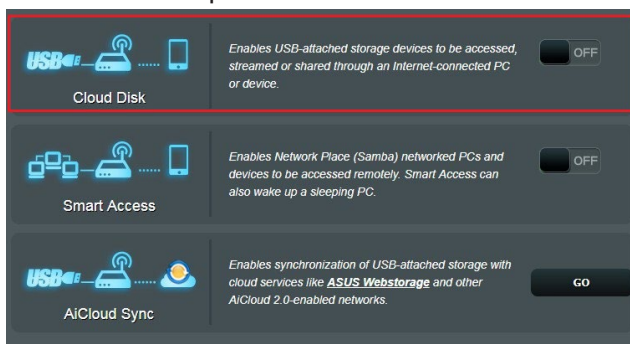 Enables USB-attached storage devices to be accessed,
USB
streamed or shared through an Internet-connected PC
OFF
or device.
Cloud Disk
Enables Network Place (Samba) networked PCs and
devices to be accessed remotely. Smart Access can
OFF
also wake up a sleeping PC.
Smart Access
Enables synchronization of USB-attached storage with
USB
cloud services like ASUS Webstorage and other
GO
AiCloud 2.0-enabled networks.
AiCloud Sync